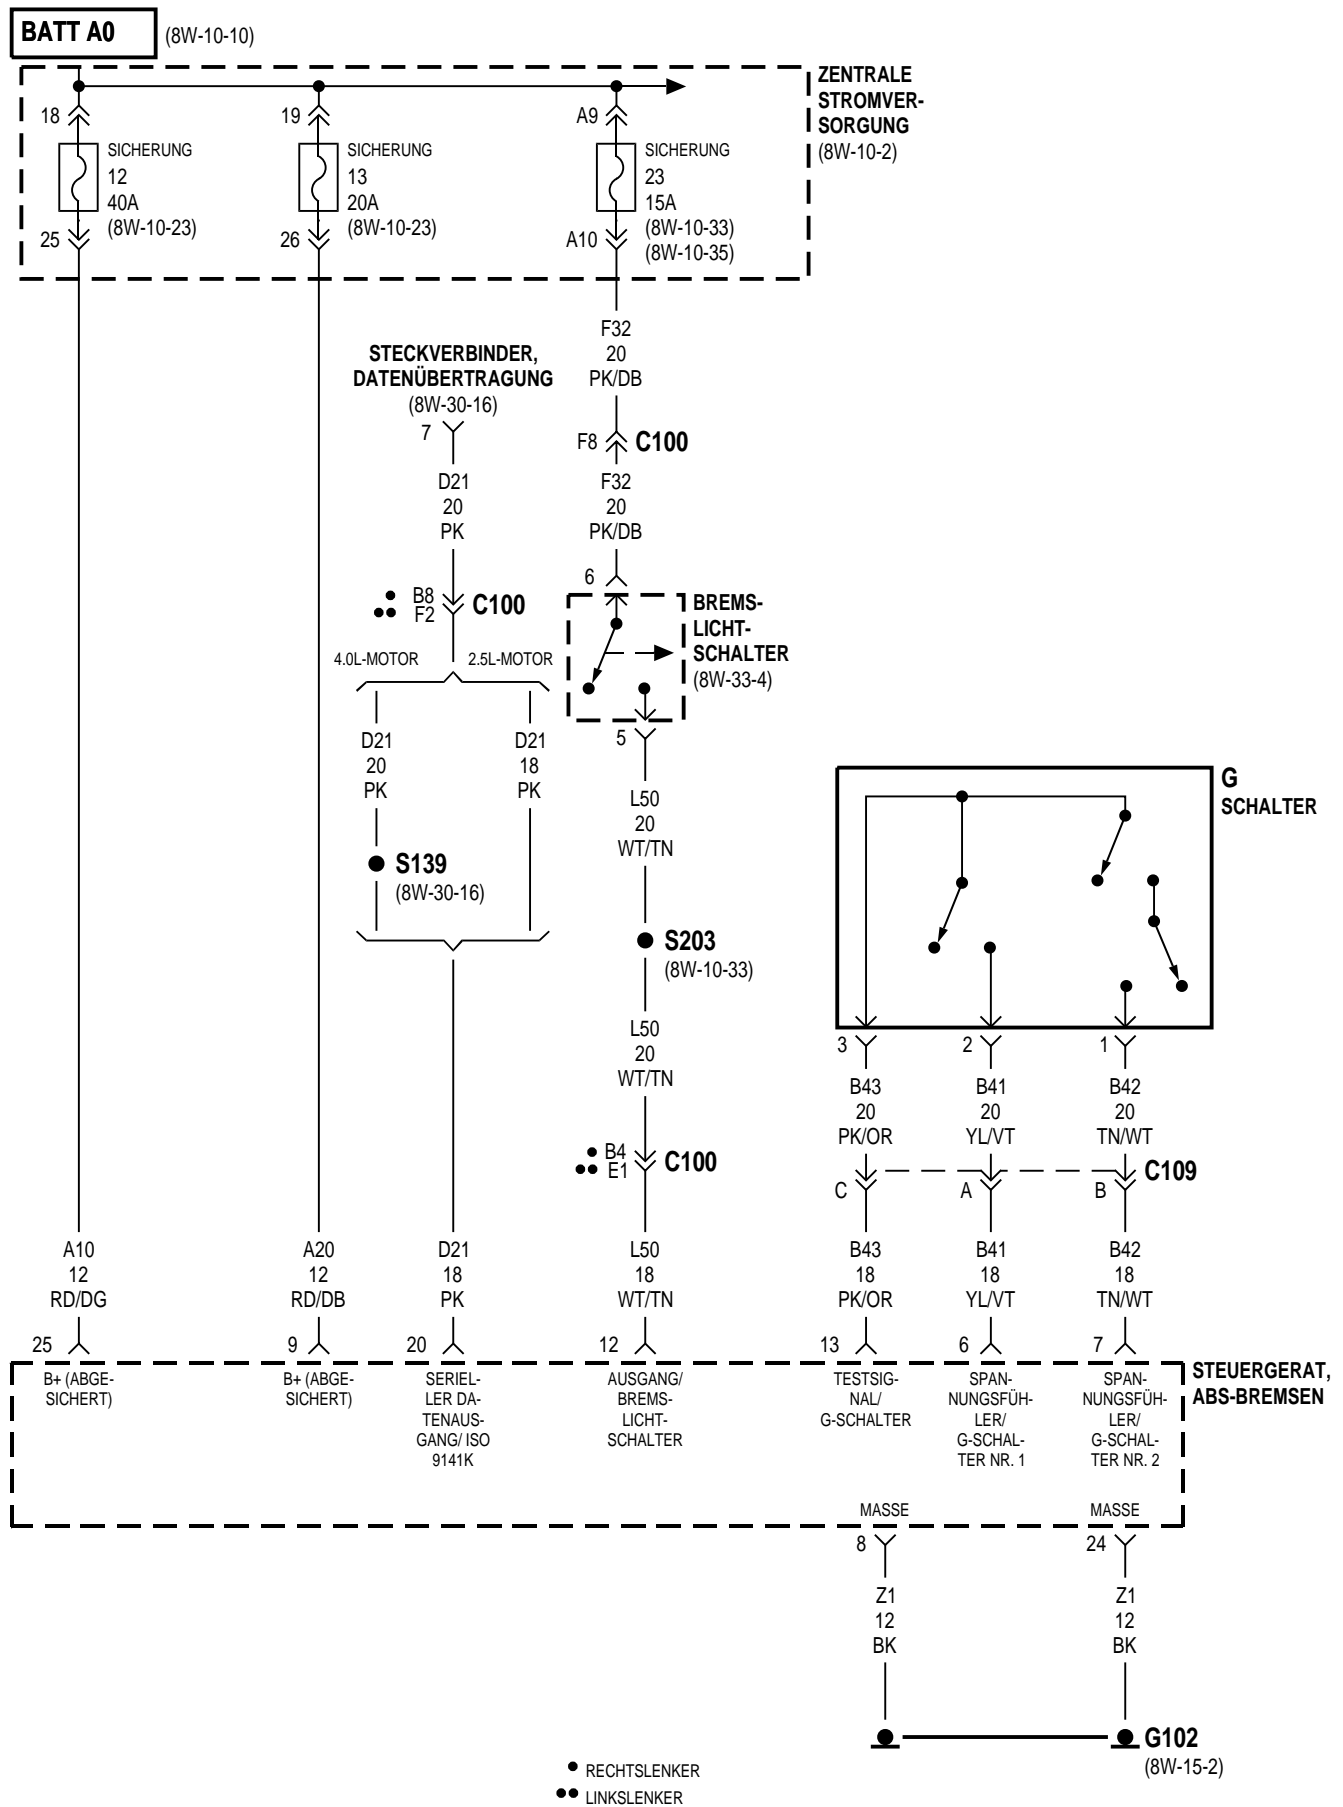 BATT A0 (8W-10-10)
ZENTRALE
STROMVER-
SORGUNG
(8W-10-2)
18
SICHERUNG
12
40A
(8W-10-23)
25
19
SICHERUNG
13
20A
(8W-10-23)
26
A9
SICHERUNG
23
15A
(8W-10-33)
(8W-10-35)
A10
F32
20
PK/DB
STECKVERBINDER,
DATENÜBERTRAGUNG
(8W-30-16)
7
F8 C100
D21
20
PK
F32
20
PK/DB
6
B8
F2
C100
BREMS-
LICHT-
SCHALTER
(8W-33-4)
4.0L-MOTOR 2.5L-MOTOR
5
D21
20
PK
D21
18
PK
L50
20
WT/TN
G
SCHALTER
S139
(8W-30-16)
S203
(8W-10-33)
L50
20
WT/TN
3 2 1
B43
20
PK/OR
B41
20
YL/VT
B42
20
TN/WT
B4
E1
C100
C A B C109
A10
12
RD/DG
A20
12
RD/DB
D21
18
PK
L50
18
WT/TN
B43
18
PK/OR
B41
18
YL/VT
B42
18
TN/WT
25 9 20 12 13 6 7
STEUERGERAT,
ABS-BREMSEN
B+ (ABGE-
SICHERT)
B+ (ABGE-
SICHERT)
SERIEL-
LER DA-
TENAUS-
GANG/ ISO
9141K
AUSGANG/
BREMS-
LICHT-
SCHALTER
TESTSIG-
NAL/
G-SCHALTER
SPAN-
NUNGSFÜH-
LER/
G-SCHAL-
TER NR. 1
SPAN-
NUNGSFÜH-
LER/
G-SCHAL-
TER NR. 2
MASSE MASSE
8 24
Z1
12
BK
Z1
12
BK
G102
(8W-15-2)
RECHTSLENKER
LINKSLENKER